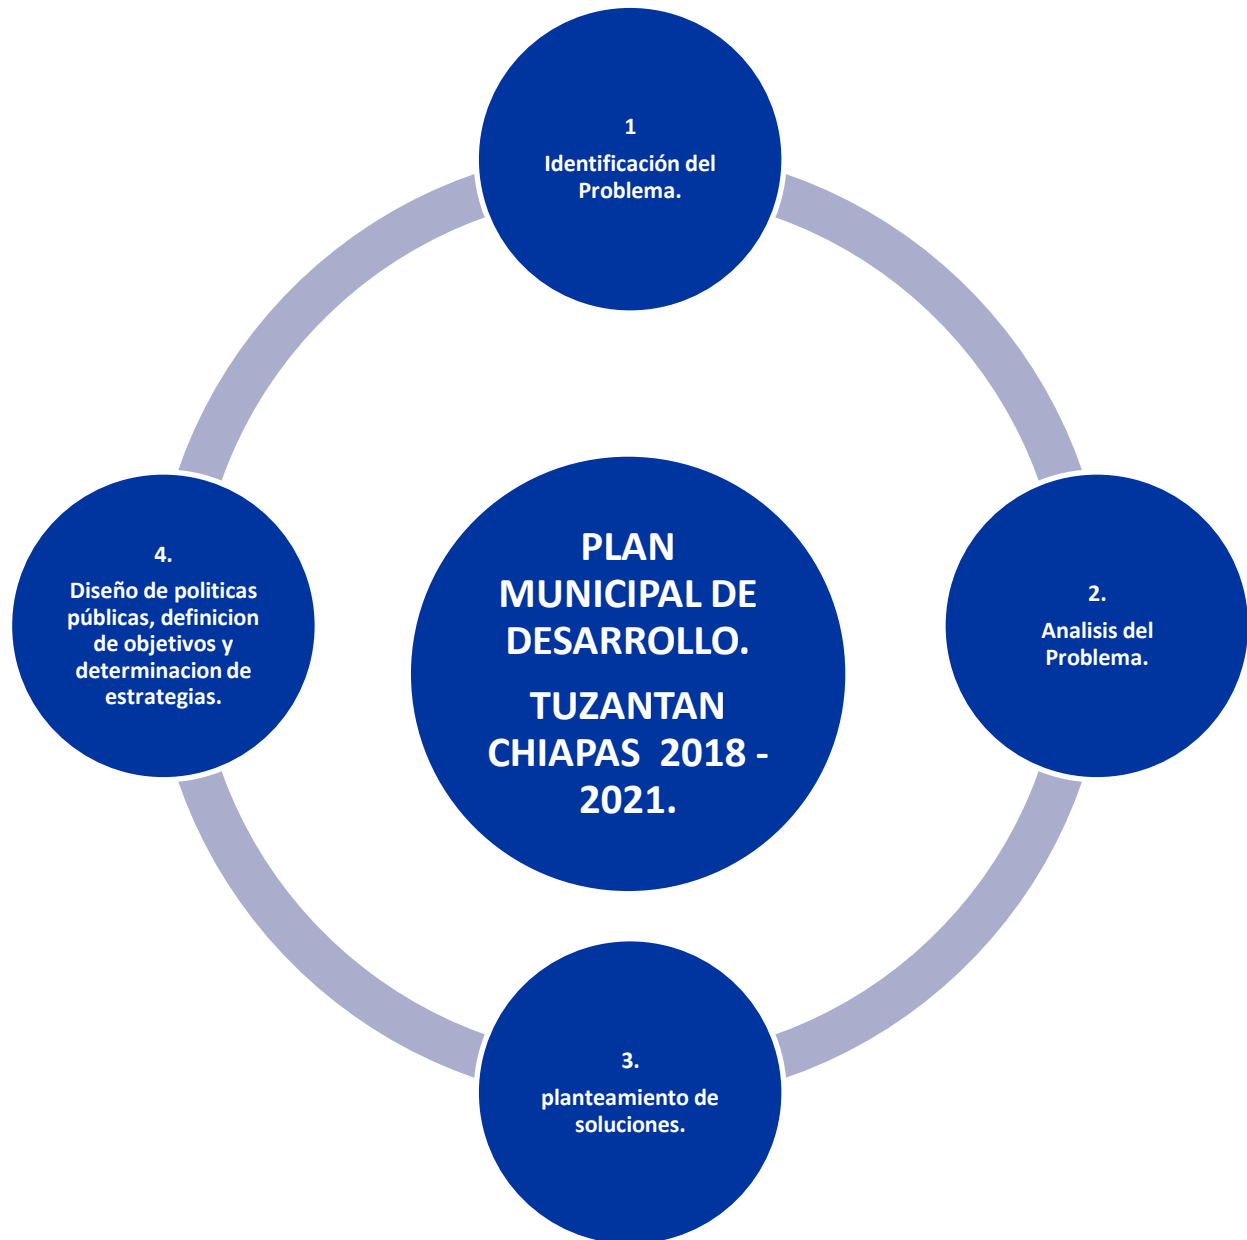 1
Identificación del
Problema.
2.
Analisis del
Problema.
3.
planteamiento de
soluciones.
4.
Diseño de politicas
públicas, definicion
de objetivos y
determinacion de
estrategias.
PLAN
MUNICIPAL DE
DESARROLLO.
TUZANTAN
CHIAPAS 2018 -
2021.